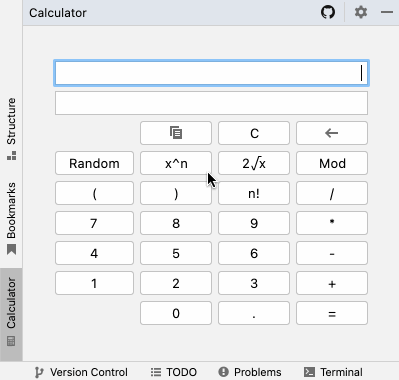 Calculator
Structure
Bookmarks
Calculator
C
←
Random x^n 2√x Mod
( ) n! /
7 8 9 *
4 5 6 -
1 2 3 +
0 . =
Version Control TODO Problems Terminal